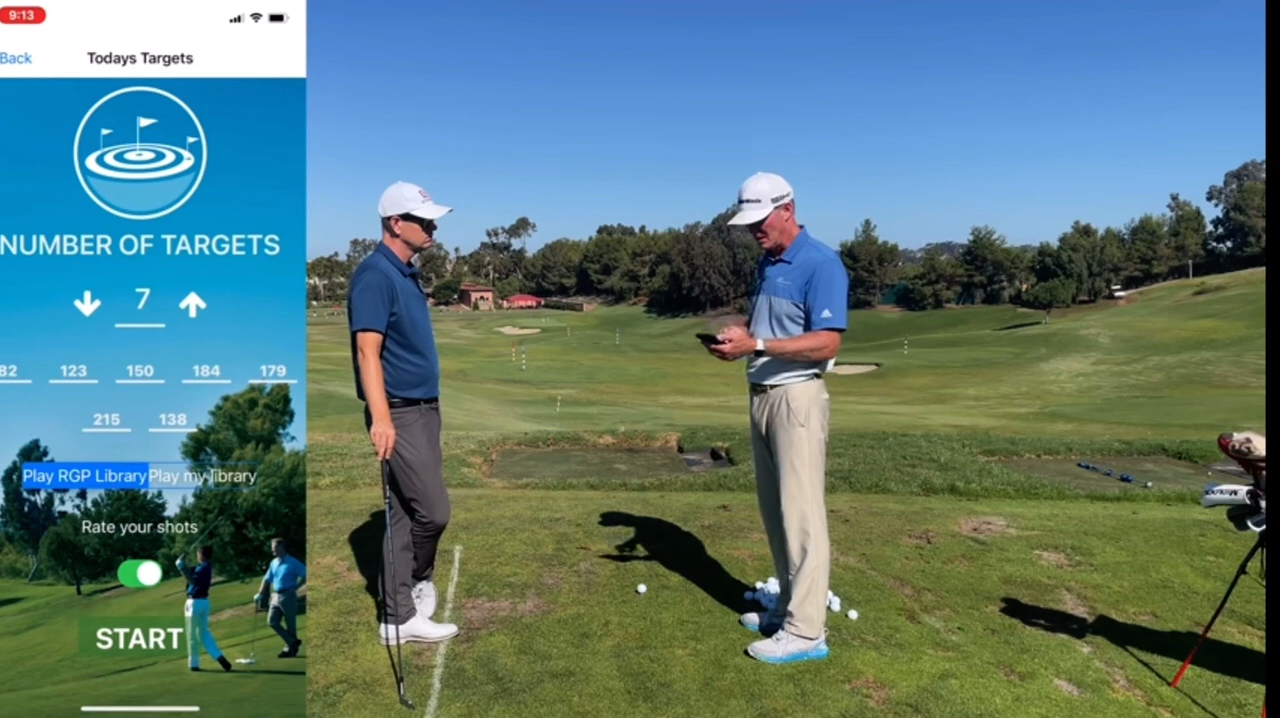 9:13
Back
Todays Targets
NUMBER OF TARGETS
7
82 123 150 184 179
215 138
Play RGP Library Play my library
Rate your shots
START